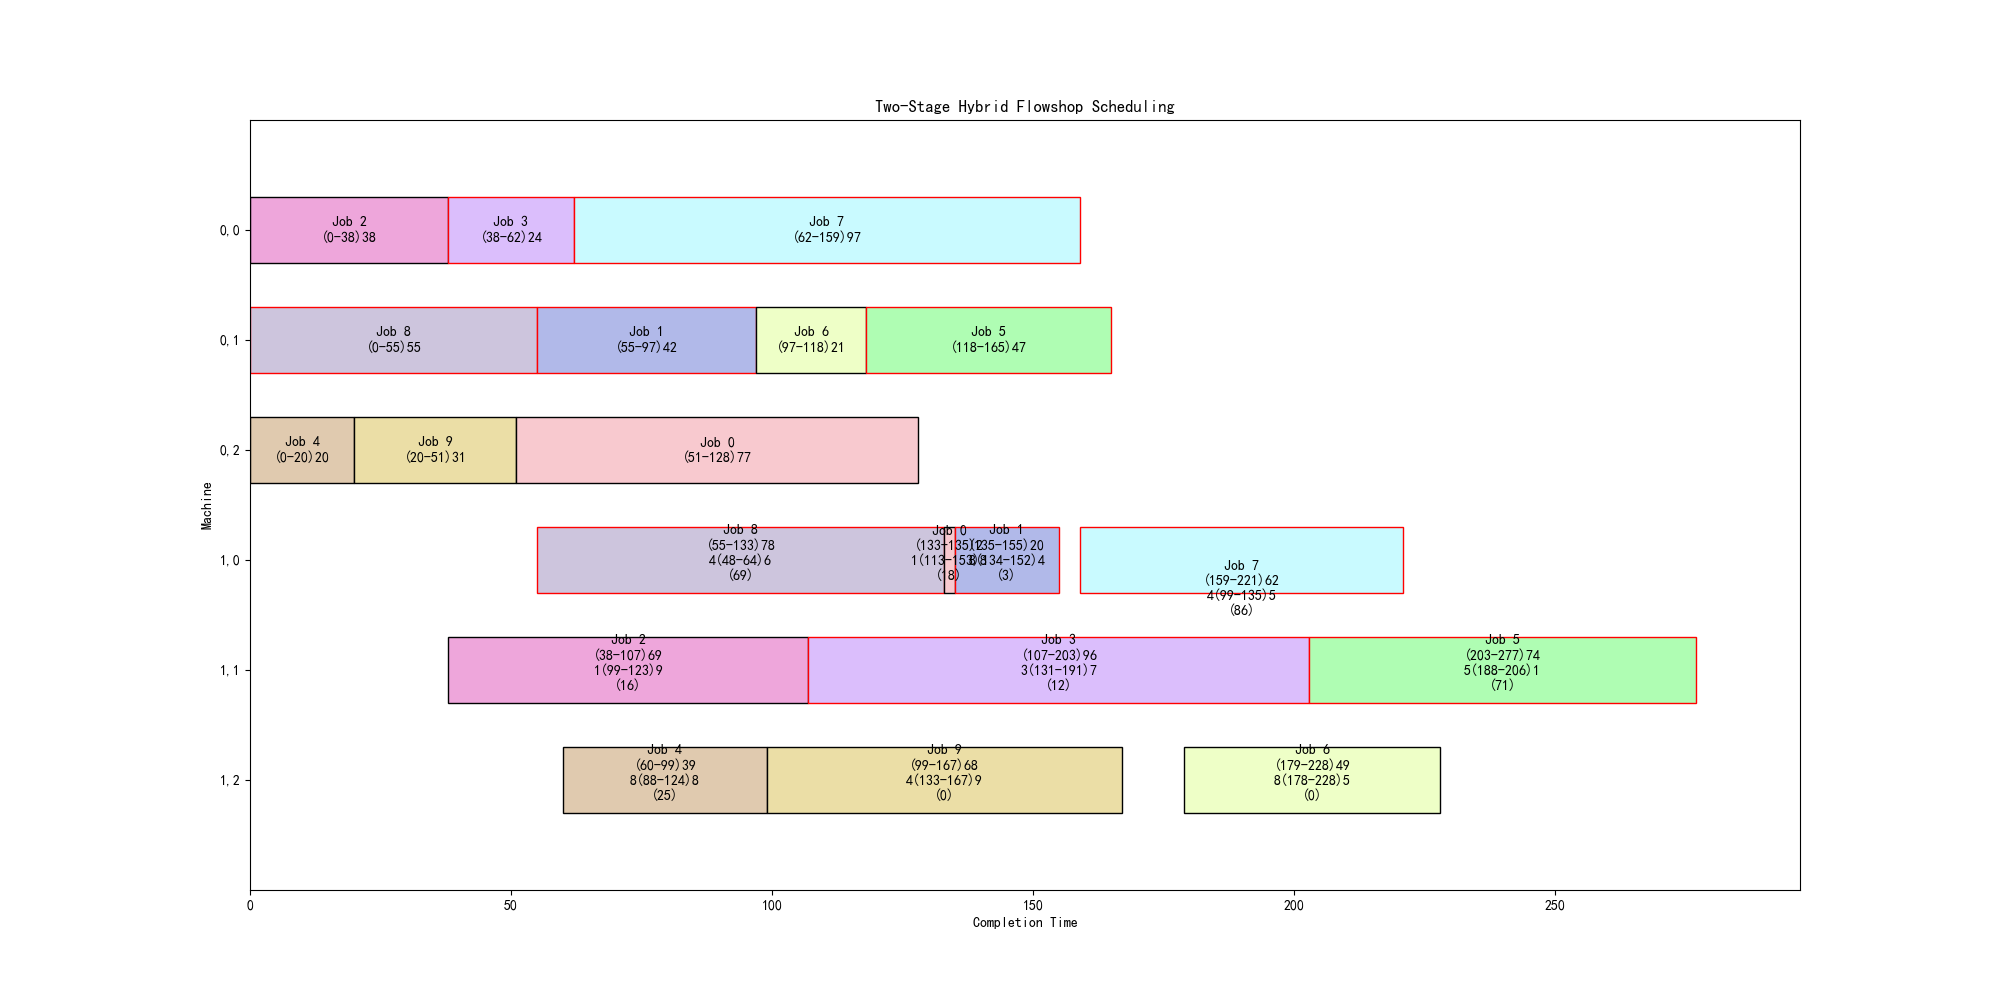 Two-Stage Hybrid Flowshop Scheduling
Machine
0,0
Job 2
(0-38)38
Job 3
(38-62)24
Job 7
(62-159)97
0,1
Job 8
(0-55)55
Job 1
(55-97)42
Job 6
(97-118)21
Job 5
(118-165)47
0,2
Job 4
(0-20)20
Job 9
(20-51)31
Job 0
(51-128)77
1,0
Job 8
(55-133)78
4(48-64)6
(69)
Job 0
(133-135)2
(18)
Job 1
(135-155)20
(3)
Job 7
(159-221)62
4(99-135)5
(86)
1,1
Job 2
(38-107)69
1(99-123)9
(16)
Job 3
(107-203)96
3(131-191)7
(12)
Job 5
(203-277)74
5(188-206)1
(71)
1,2
Job 4
(60-99)39
8(88-124)8
(25)
Job 9
(99-167)68
4(133-167)9
(0)
Job 6
(179-228)49
8(178-228)5
(0)
0
50
100
150
200
250
Completion Time